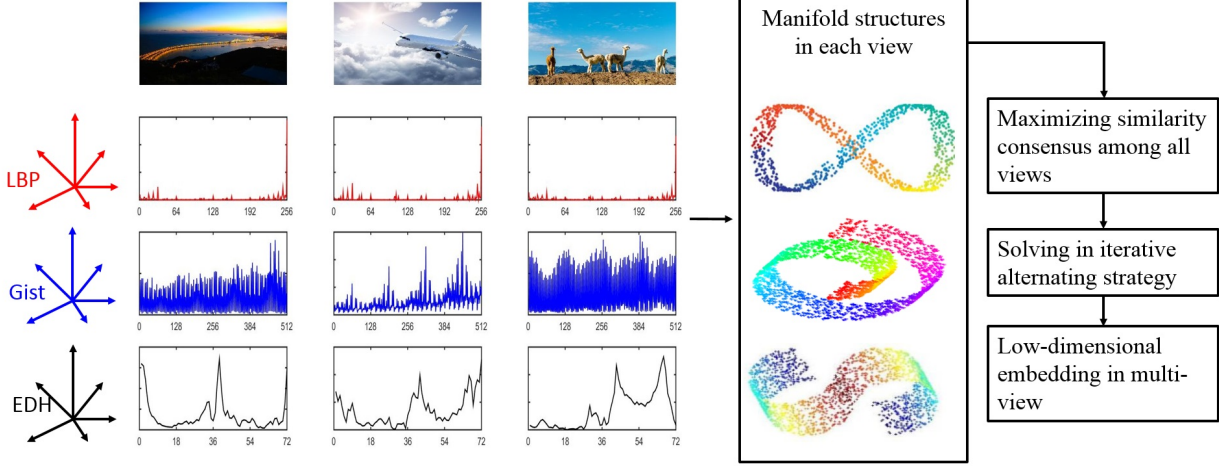 Manifold structures
in each view
Maximizing similarity
consensus among all
views
Solving in iterative
alternating strategy
Low-dimensional
embedding in multi-
view
LBP
0 64 128 192 256
0 64 128 192 256
0 64 128 192 256
Gist
0 128 256 384 512
0 128 256 384 512
0 128 256 384 512
EDH
0 18 36 54 72
0 18 36 54 72
0 18 36 54 72